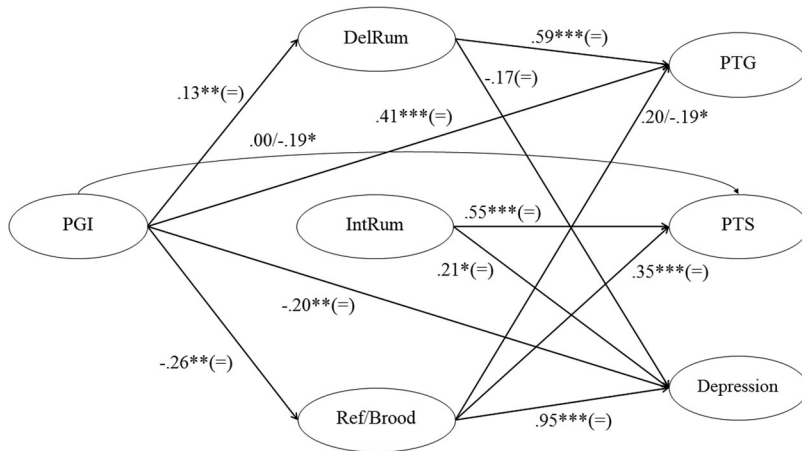 DelRum
.59***(=)
PTG
-.17(=)
.13**(=)
.41***(=)
.20/-.19*
.00/-.19*
PGI
IntRum
.55***(=)
PTS
.21*(=)
.35***(=)
-.20**(=)
-.26**(=)
Depression
Ref/Brood
.95***(=)